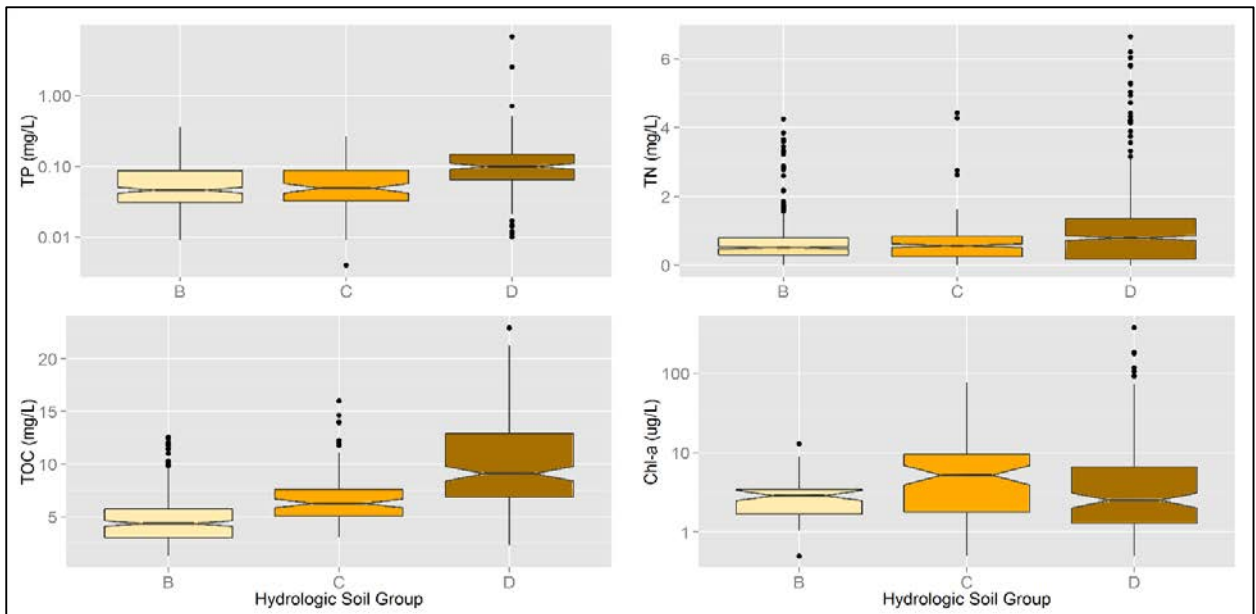 TP (mg/L)
1.00
0.10
0.01
B C D
TN (mg/L)
6
4
2
0
B C D
TOC (mg/L)
20
15
10
5
B C D
Hydrologic Soil Group
Chl-a (ug/L)
100
10
1
B C D
Hydrologic Soil Group